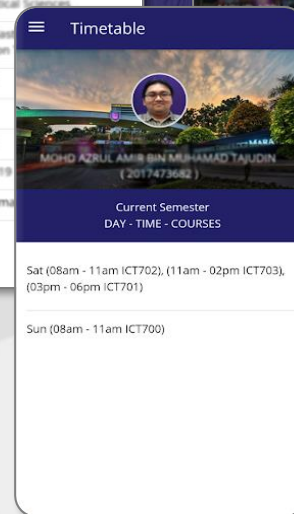 Timetable
MARA
MOHD AZRUL AMIR BIN MUHAMAD TAJUDIN
( 2017473682 )
Current Semester
DAY - TIME - COURSES
Sat (08am - 11am ICT702), (11am - 02pm ICT703),
(03pm - 06pm ICT701)
Sun (08am - 11am ICT700)